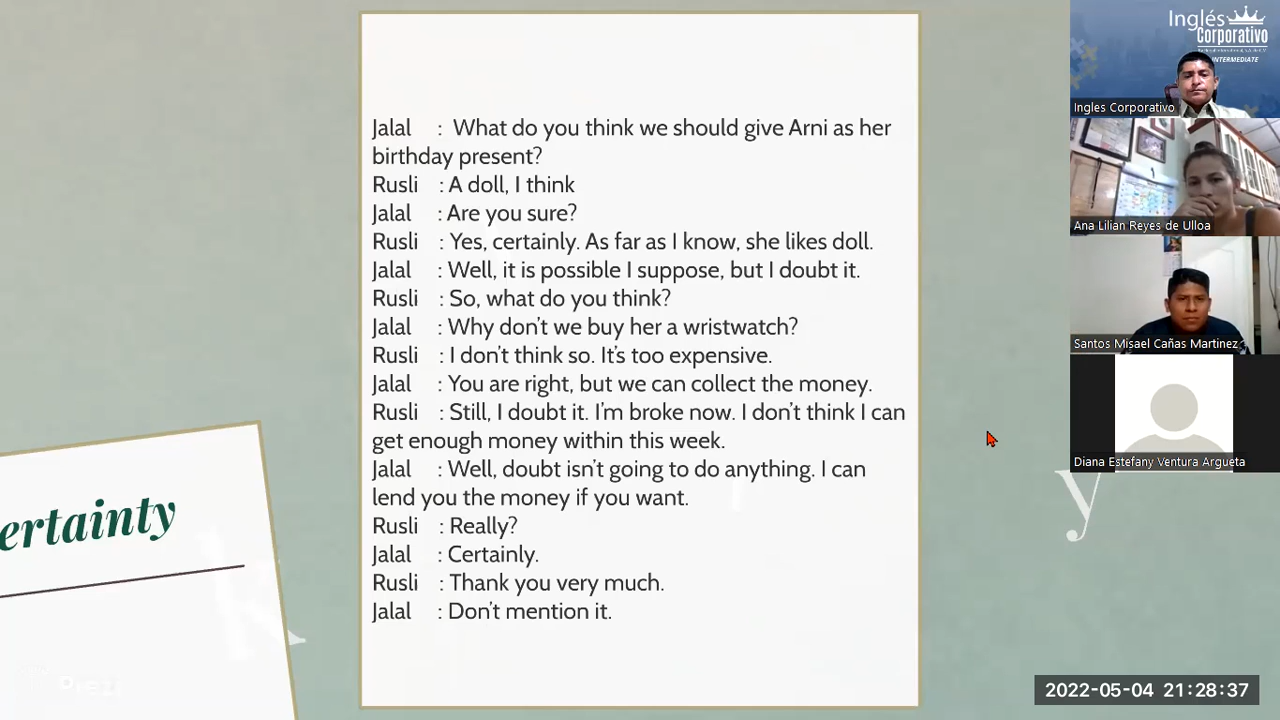 Jalal : What do you think we should give Arni as her
birthday present?
Rusli : A doll, I think
Jalal : Are you sure?
Rusli : Yes, certainly. As far as I know, she likes doll.
Jalal : Well, it is possible I suppose, but I doubt it.
Rusli : So, what do you think?
Jalal : Why don't we buy her a wristwatch?
Rusli : I don't think so. It's too expensive.
Jalal : You are right, but we can collect the money.
Rusli : Still, I doubt it. I'm broke now. I don't think I can
get enough money within this week.
Jalal : Well, doubt isn't going to do anything. I can
lend you the money if you want.
Rusli : Really?
Jalal : Certainly.
Rusli : Thank you very much.
Jalal : Don't mention it.
ertainty
y
Inglés
Corporativo
INTERMEDIATE
Ingles Corporativo
Ana Lilian Reyes de Ulloa
Santos Misael Cañas Martinez
Diana Estefany Ventura Argueta
2022-05-04 21:28:37